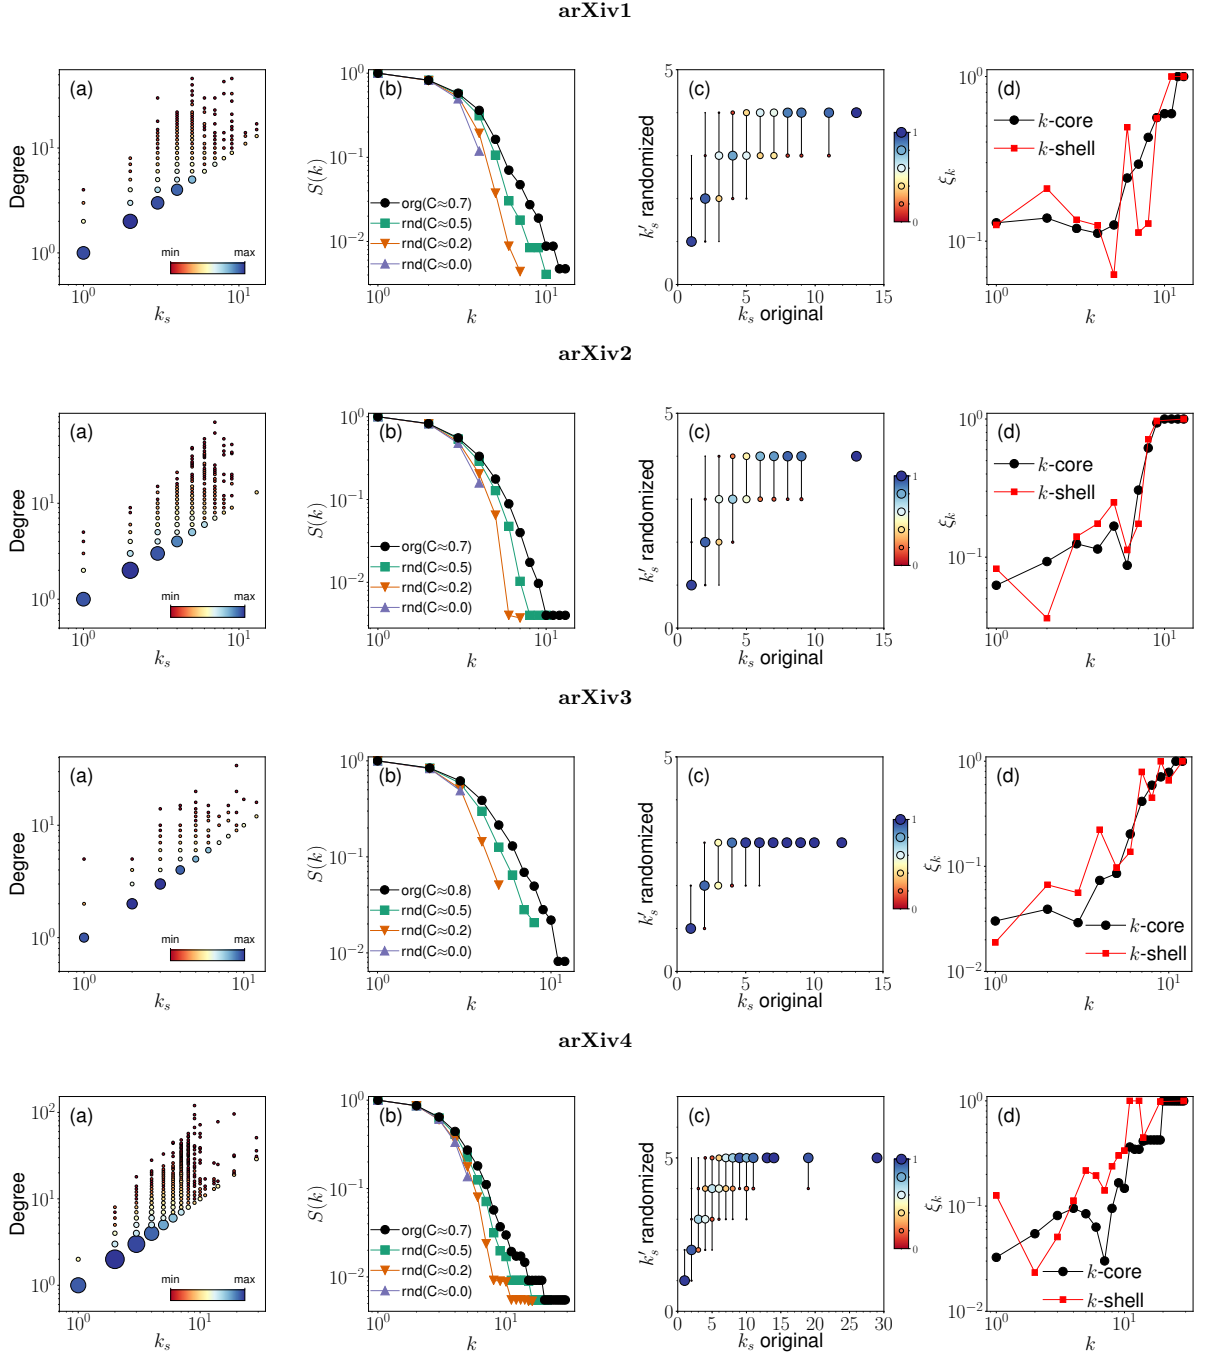 arXiv1
(a)
Degree
10^1
10^0
min max
10^0 10^1
k_s
(b)
S(k)
10^0
10^-1
10^-2
org(C≈0.7)
rnd(C≈0.5)
rnd(C≈0.2)
rnd(C≈0.0)
10^0 10^1
k
(c)
k'_s randomized
5
0
1
0
0 5 10 15
k_s original
(d)
ξ_k
10^0
10^-1
k-core
k-shell
10^0 10^1
k
arXiv2
(a)
Degree
10^1
10^0
min max
10^0 10^1
k_s
(b)
S(k)
10^0
10^-1
10^-2
org(C≈0.7)
rnd(C≈0.5)
rnd(C≈0.2)
rnd(C≈0.0)
10^0 10^1
k
(c)
k'_s randomized
5
0
1
0
0 5 10 15
k_s original
(d)
ξ_k
10^0
10^-1
k-core
k-shell
10^0 10^1
k
arXiv3
(a)
Degree
10^1
10^0
min max
10^0 10^1
k_s
(b)
S(k)
10^0
10^-1
10^-2
org(C≈0.8)
rnd(C≈0.5)
rnd(C≈0.2)
rnd(C≈0.0)
10^0 10^1
k
(c)
k'_s randomized
5
0
1
0
0 5 10 15
k_s original
(d)
ξ_k
10^0
10^-1
10^-2
k-core
k-shell
10^0 10^1
k
arXiv4
(a)
Degree
10^2
10^1
10^0
min max
10^0 10^1
k_s
(b)
S(k)
10^0
10^-1
10^-2
org(C≈0.7)
rnd(C≈0.5)
rnd(C≈0.2)
rnd(C≈0.0)
10^0 10^1
k
(c)
k'_s randomized
5
0
1
0
0 5 10 15 20 25 30
k_s original
(d)
ξ_k
10^0
10^-1
10^-2
k-core
k-shell
10^0 10^1
k